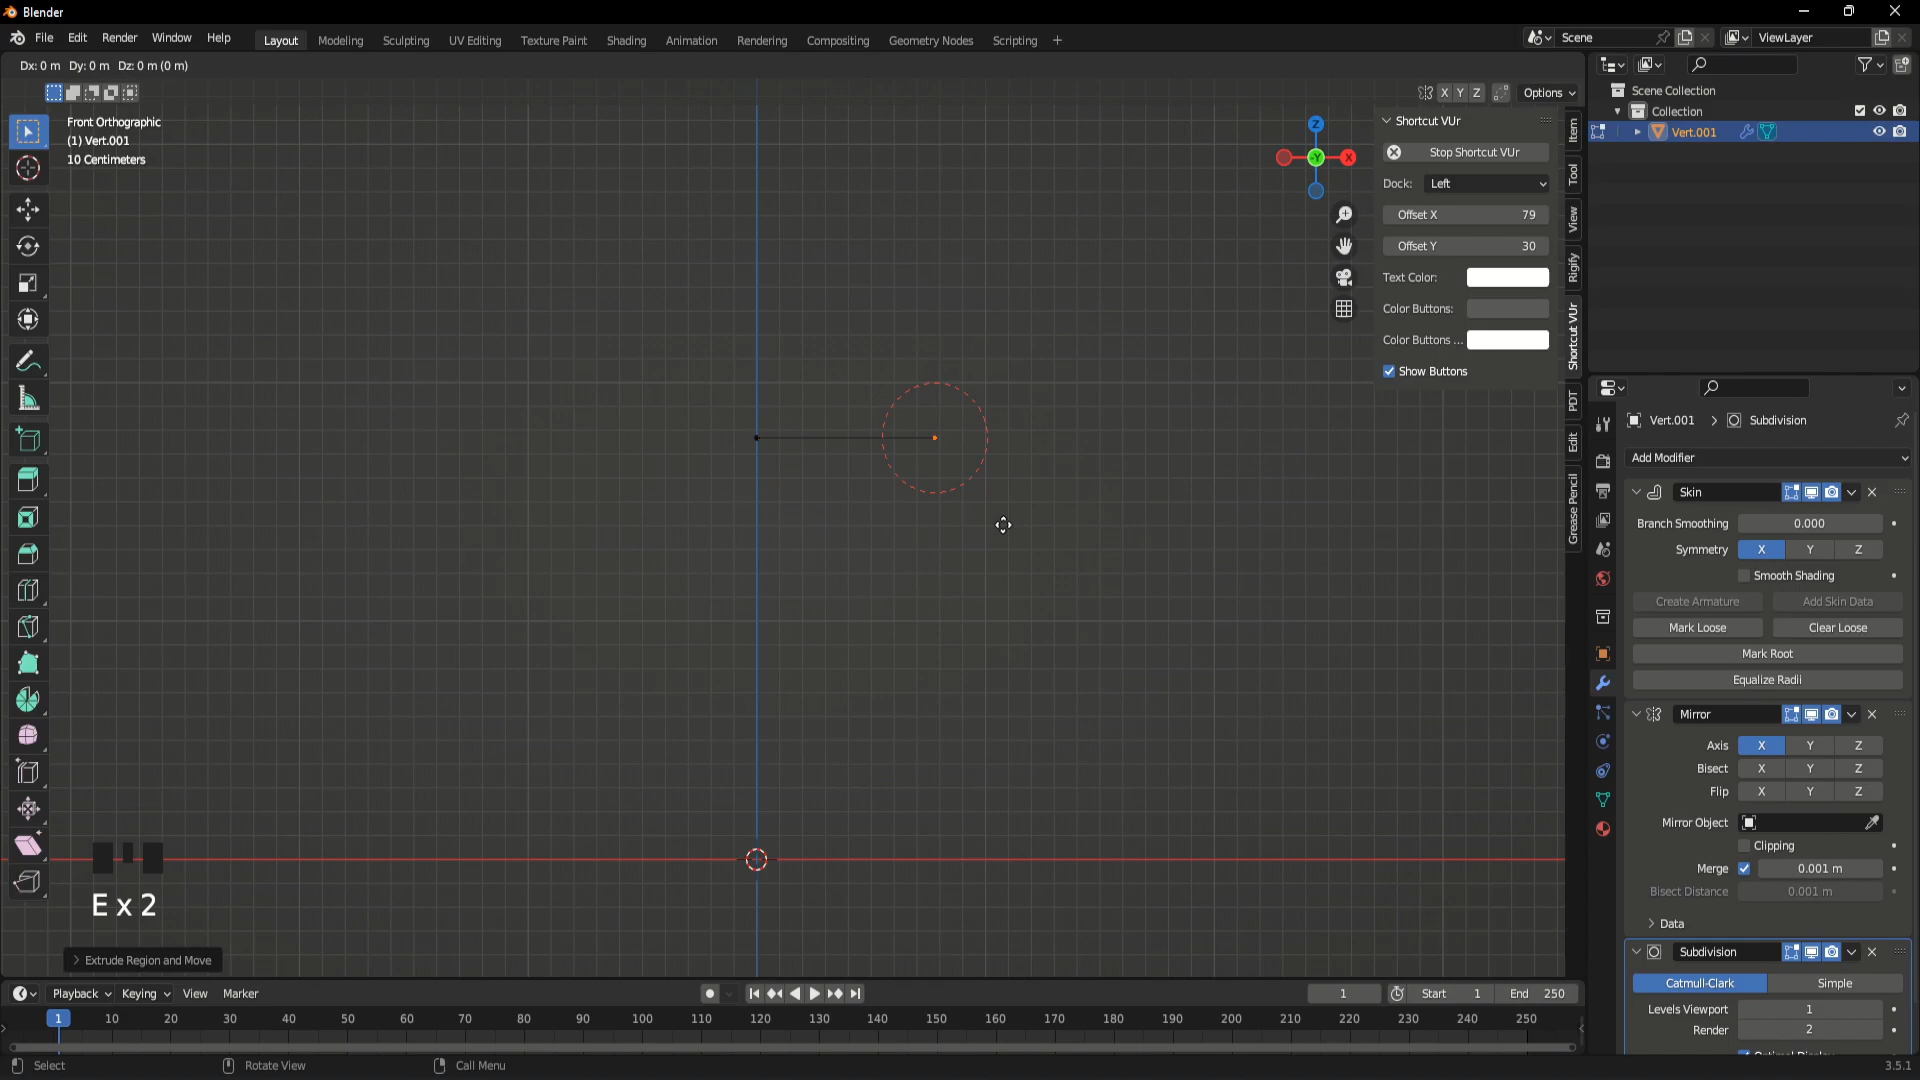 Blender
File Edit Render Window Help Layout Modeling Sculpting UV Editing Texture Paint Shading Animation Rendering Compositing Geometry Nodes Scripting + Scene ViewLayer
Dx: 0 m Dy: 0 m Dz: 0 m (0 m)
X Y Z Options
Front Orthographic
(1) Vert.001
10 Centimeters
Z
-Y
X
Shortcut VUr
Stop Shortcut VUr
Dock: Left
Offset X 79
Offset Y 30
Text Color:
Color Buttons:
Color Buttons ...
Show Buttons
Item
Tool
View
Rigify
Shortcut VUr
PDT
Edit
Grease Pencil
Scene Collection
Collection
Vert.001
Vert.001 > Subdivision
Add Modifier
Skin
Branch Smoothing 0.000
Symmetry X Y Z
Smooth Shading
Create Armature Add Skin Data
Mark Loose Clear Loose
Mark Root
Equalize Radii
Mirror
Axis X Y Z
Bisect X Y Z
Flip X Y Z
Mirror Object
Clipping
Merge 0.001 m
Bisect Distance 0.001 m
> Data
Subdivision
Catmull-Clark Simple
Levels Viewport 1
Render 2
Optimal Display
E x 2
> Extrude Region and Move
Playback Keying View Marker 1 Start 1 End 250
1 10 20 30 40 50 60 70 80 90 100 110 120 130 140 150 160 170 180 190 200 210 220 230 240 250
Select Rotate View Call Menu 3.5.1